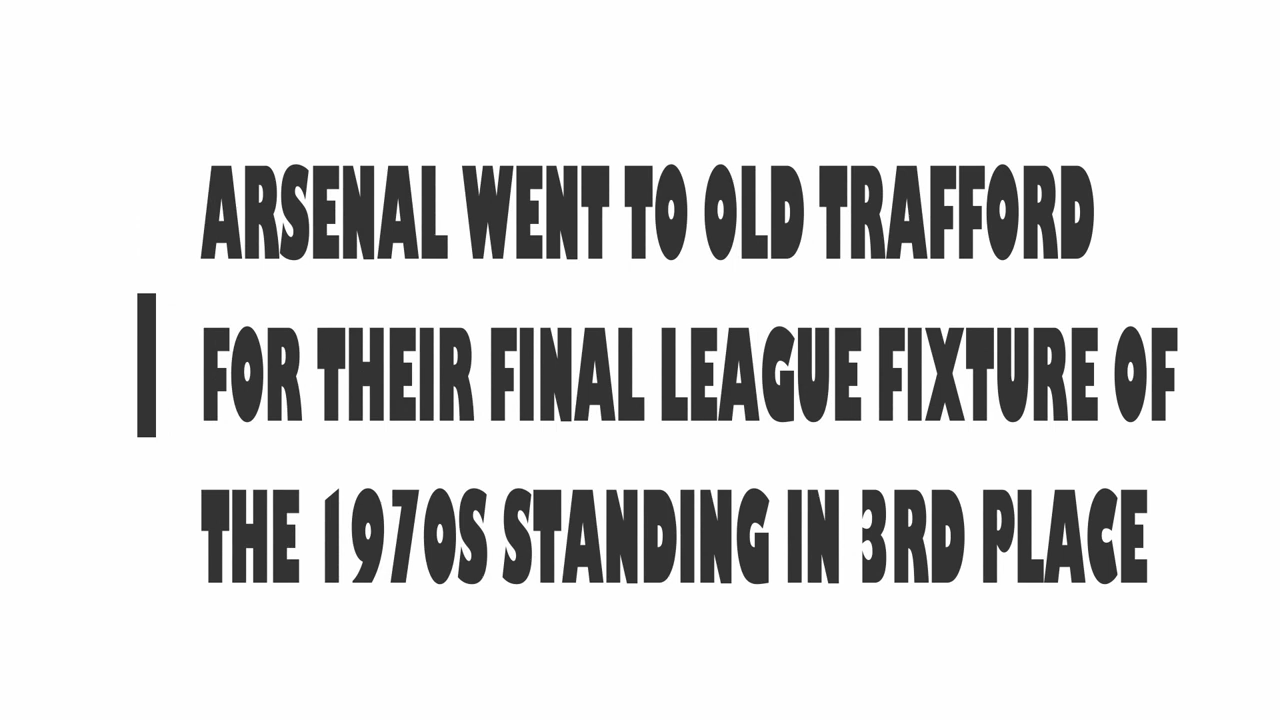 ARSENAL WENT TO OLD TRAFFORD
FOR THEIR FINAL LEAGUE FIXTURE OF
THE 1970S STANDING IN 3RD PLACE